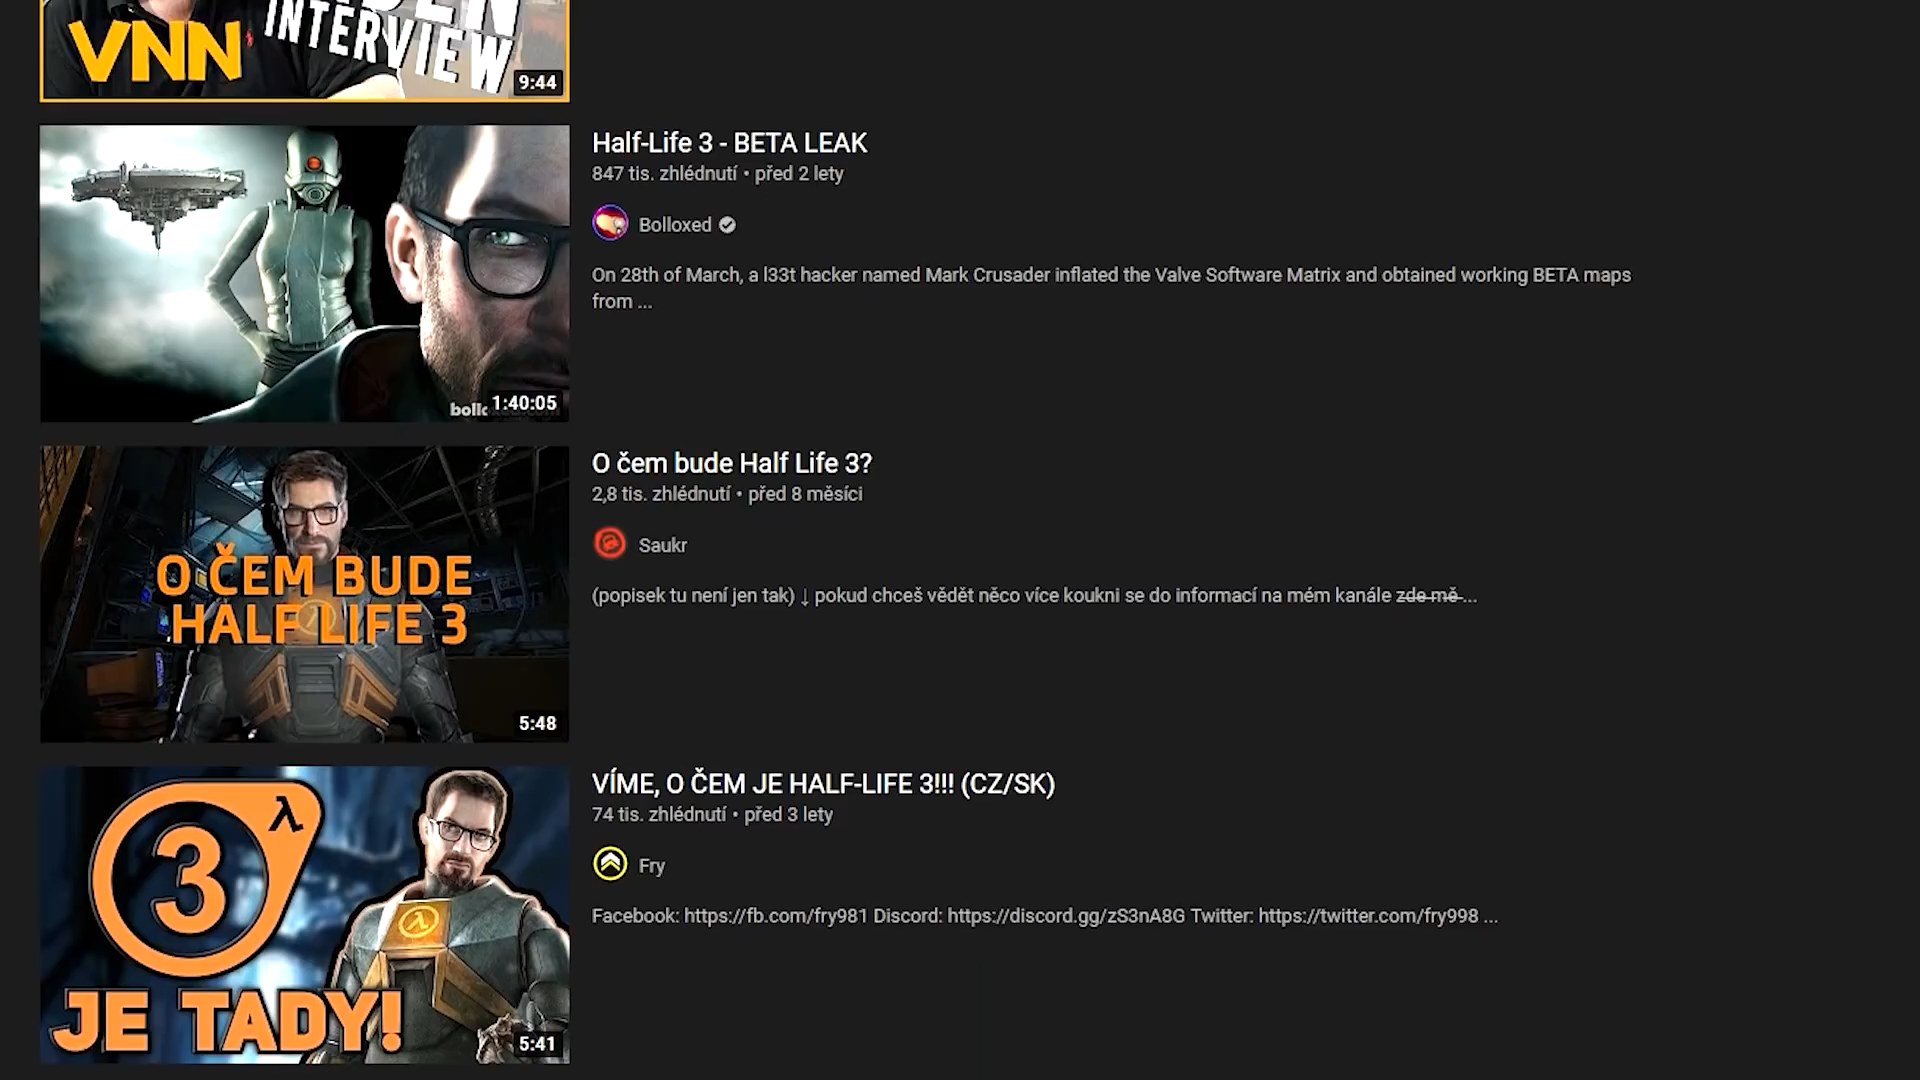 INTERVIEW
VNN
9:44
Half-Life 3 - BETA LEAK
847 tis. zhlédnutí • před 2 lety
Bolloxed
On 28th of March, a l33t hacker named Mark Crusader inflated the Valve Software Matrix and obtained working BETA maps
from ...
1:40:05
O čem bude Half Life 3?
2,8 tis. zhlédnutí • před 8 měsíci
Saukr
(popisek tu není jen tak) ↓ pokud chceš vědět něco více koukni se do informací na mém kanále zde mě ...
O ČEM BUDE
HALF LIFE 3
5:48
VÍME, O ČEM JE HALF-LIFE 3!!! (CZ/SK)
74 tis. zhlédnutí • před 3 lety
Fry
Facebook: https://fb.com/fry981 Discord: https://discord.gg/zS3nA8G Twitter: https://twitter.com/fry998 ...
3
JE TADY!
5:41